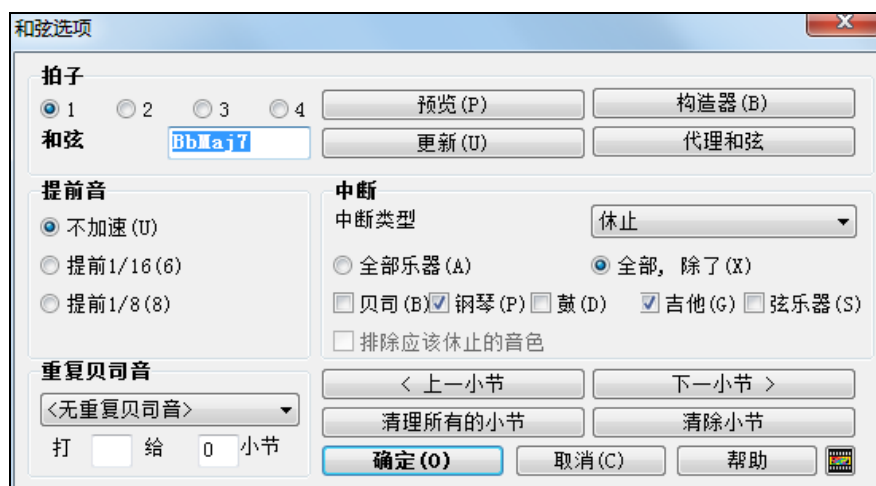 和弦选项
拍子
1 2 3 4 预览(P) 构造器(B)
和弦 BbMaj7 更新(U) 代理和弦
提前音
不加速(U)
提前1/16(6)
提前1/8(8)
中断
中断类型 休止
全部乐器(A) 全部, 除了(X)
贝司(B) 钢琴(P) 鼓(D) 吉他(G) 弦乐器(S)
排除应该休止的音色
重复贝司音
<无重复贝司音>
打 给 0 小节
< 上一小节 下一小节 >
清理所有的小节 清除小节
确定(O) 取消(C) 帮助